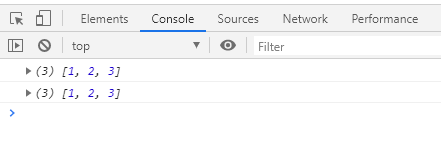 Elements Console Sources Network Performance
top Filter
(3) [1, 2, 3]
(3) [1, 2, 3]